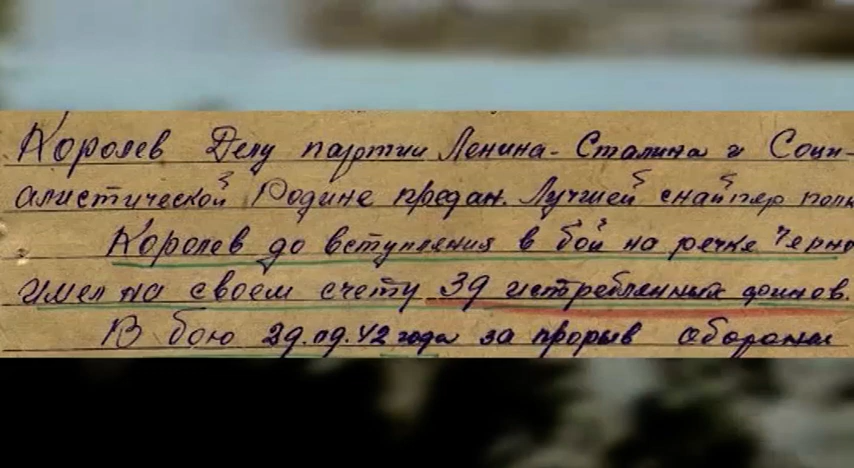 Королев Делу партии Ленина-Сталина и Соци-
алистической Родине предан. Лучший снайпер полк
Королев до вступления в бой на речке Черно
имел на своем счету 39 истребленных финнов.
В бою 29.09.42 года за прорыв обороны